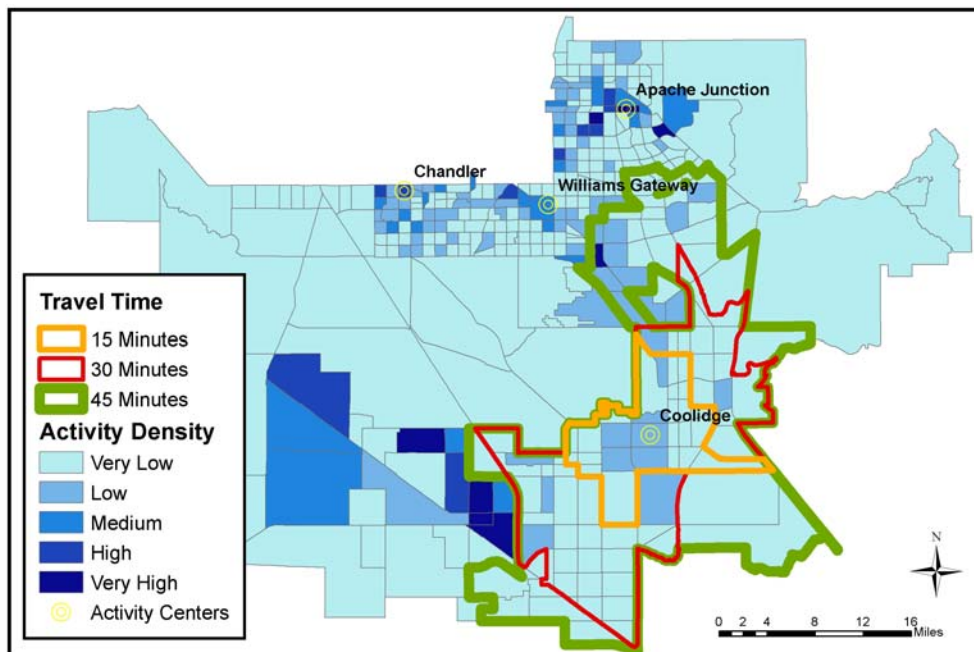 Apache Junction
Chandler
Williams Gateway
Coolidge
Travel Time
15 Minutes
30 Minutes
45 Minutes
Activity Density
Very Low
Low
Medium
High
Very High
Activity Centers
N
0 2 4 8 12 16
Miles